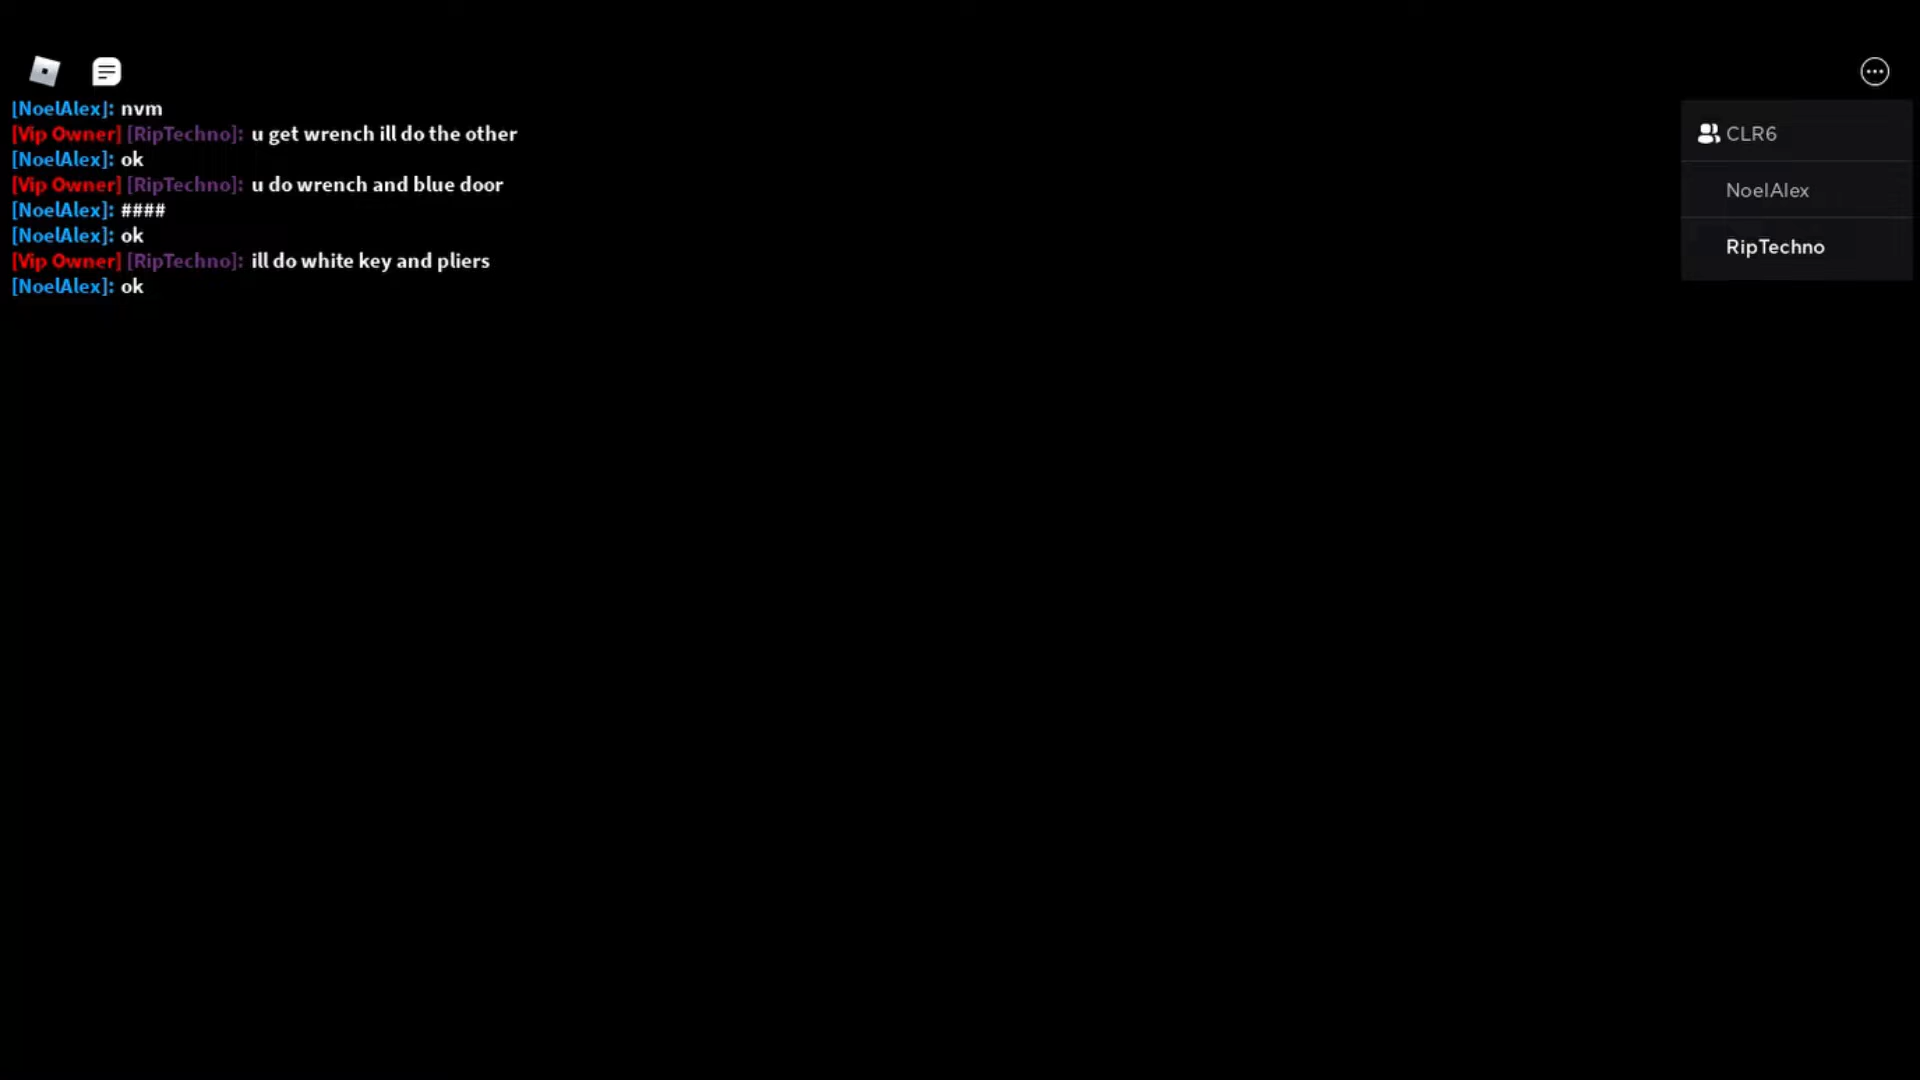 [NoelAlex]: nvm
[Vip Owner] [RipTechno]: u get wrench ill do the other
[NoelAlex]: ok
[Vip Owner] [RipTechno]: u do wrench and blue door
[NoelAlex]: ####
[NoelAlex]: ok
[Vip Owner] [RipTechno]: ill do white key and pliers
[NoelAlex]: ok
CLR6
NoelAlex
RipTechno